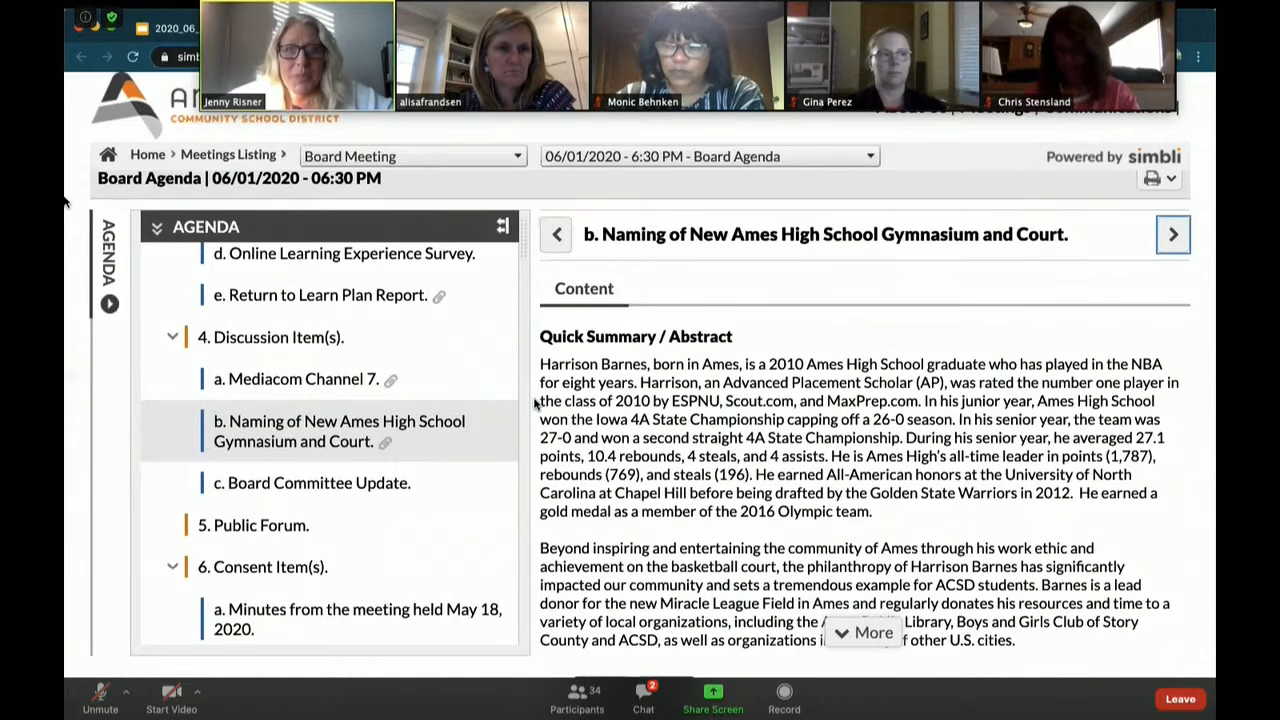 2020_06_
simb
Jenny Risner
alisafrandsen
Monic Behnken
Gina Perez
Chris Stensland
COMMUNITY SCHOOL DISTRICT
Home > Meetings Listing >
Board Meeting
06/01/2020 - 6:30 PM - Board Agenda
Powered by simbli
Board Agenda | 06/01/2020 - 06:30 PM
AGENDA
AGENDA
d. Online Learning Experience Survey.
e. Return to Learn Plan Report.
4. Discussion Item(s).
a. Mediacom Channel 7.
b. Naming of New Ames High School
Gymnasium and Court.
c. Board Committee Update.
5. Public Forum.
6. Consent Item(s).
a. Minutes from the meeting held May 18,
2020.
b. Naming of New Ames High School Gymnasium and Court.
Content
Quick Summary / Abstract
Harrison Barnes, born in Ames, is a 2010 Ames High School graduate who has played in the NBA
for eight years. Harrison, an Advanced Placement Scholar (AP), was rated the number one player in
the class of 2010 by ESPNU, Scout.com, and MaxPrep.com. In his junior year, Ames High School
won the Iowa 4A State Championship capping off a 26-0 season. In his senior year, the team was
27-0 and won a second straight 4A State Championship. During his senior year, he averaged 27.1
points, 10.4 rebounds, 4 steals, and 4 assists. He is Ames High's all-time leader in points (1,787),
rebounds (769), and steals (196). He earned All-American honors at the University of North
Carolina at Chapel Hill before being drafted by the Golden State Warriors in 2012. He earned a
gold medal as a member of the 2016 Olympic team.
Beyond inspiring and entertaining the community of Ames through his work ethic and
achievement on the basketball court, the philanthropy of Harrison Barnes has significantly
impacted our community and sets a tremendous example for ACSD students. Barnes is a lead
donor for the new Miracle League Field in Ames and regularly donates his resources and time to a
variety of local organizations, including the Library, Boys and Girls Club of Story
County and ACSD, as well as organizations of other U.S. cities.
More
Unmute
Start Video
34
Participants
2
Chat
Share Screen
Record
Leave